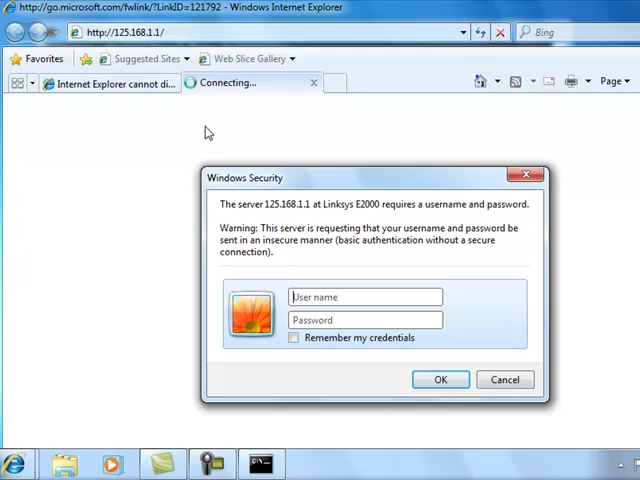 http://go.microsoft.com/fwlink/?LinkID=121792 - Windows Internet Explorer
http://125.168.1.1/
Bing
Favorites
Suggested Sites
Web Slice Gallery
Internet Explorer cannot di...
Connecting...
Page
Windows Security
The server 125.168.1.1 at Linksys E2000 requires a username and password.
Warning: This server is requesting that your username and password be
sent in an insecure manner (basic authentication without a secure
connection).
User name
Password
Remember my credentials
OK
Cancel